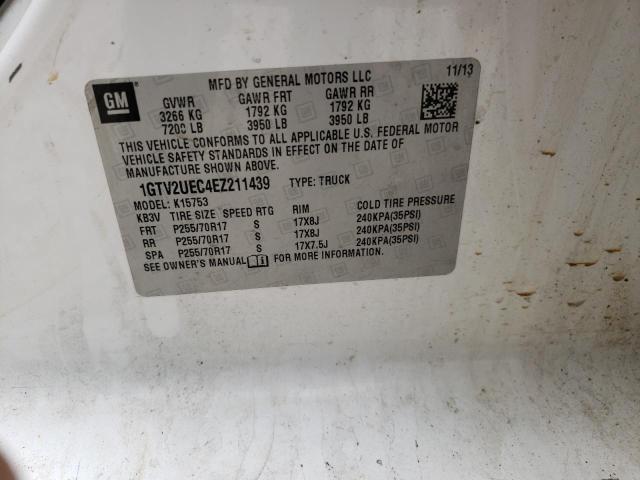 MFD BY GENERAL MOTORS LLC 11/13
GM
GVWR GAWR FRT GAWR RR
3266 KG 1792 KG 1792 KG
7200 LB 3950 LB 3950 LB
THIS VEHICLE CONFORMS TO ALL APPLICABLE U.S. FEDERAL MOTOR
VEHICLE SAFETY STANDARDS IN EFFECT ON THE DATE OF
MANUFACTURE SHOWN ABOVE.
1GTV2UEC4EZ211439 TYPE: TRUCK
MODEL: K15753
KB3V TIRE SIZE SPEED RTG RIM COLD TIRE PRESSURE
FRT P255/70R17 S 17X8J 240KPA(35PSI)
RR P255/70R17 S 17X8J 240KPA(35PSI)
SPA P255/70R17 S 17X7.5J 240KPA(35PSI)
SEE OWNER'S MANUAL FOR MORE INFORMATION.